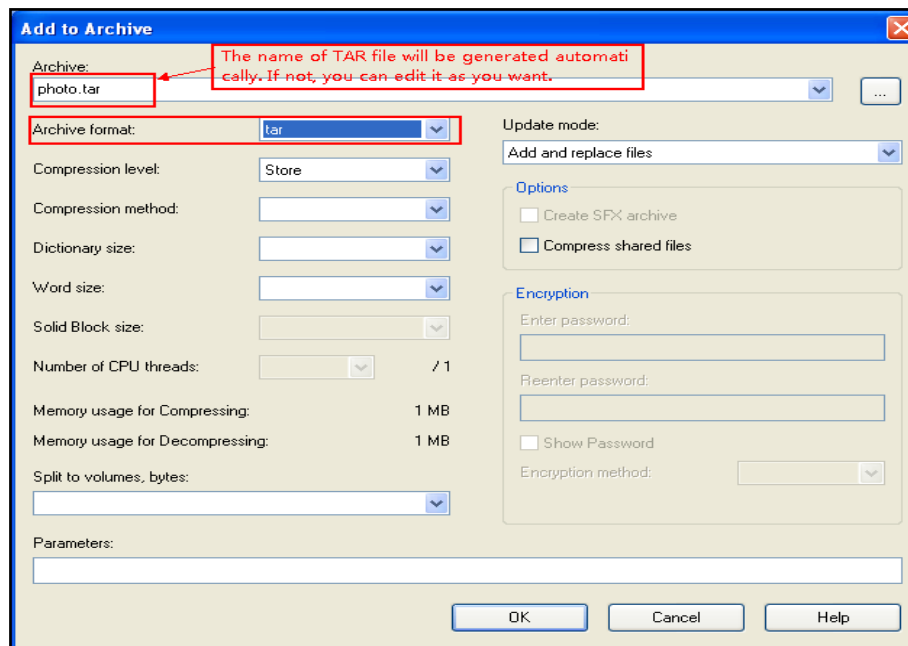 Add to Archive
The name of TAR file will be generated automati
cally. If not, you can edit it as you want.
Archive:
photo.tar
...
Archive format:
tar
Compression level:
Store
Compression method:
Dictionary size:
Word size:
Solid Block size:
Number of CPU threads:
/ 1
Memory usage for Compressing:
1 MB
Memory usage for Decompressing:
1 MB
Split to volumes, bytes:
Update mode:
Add and replace files
Options
Create SFX archive
Compress shared files
Encryption
Enter password:
Reenter password:
Show Password
Encryption method:
Parameters:
OK
Cancel
Help